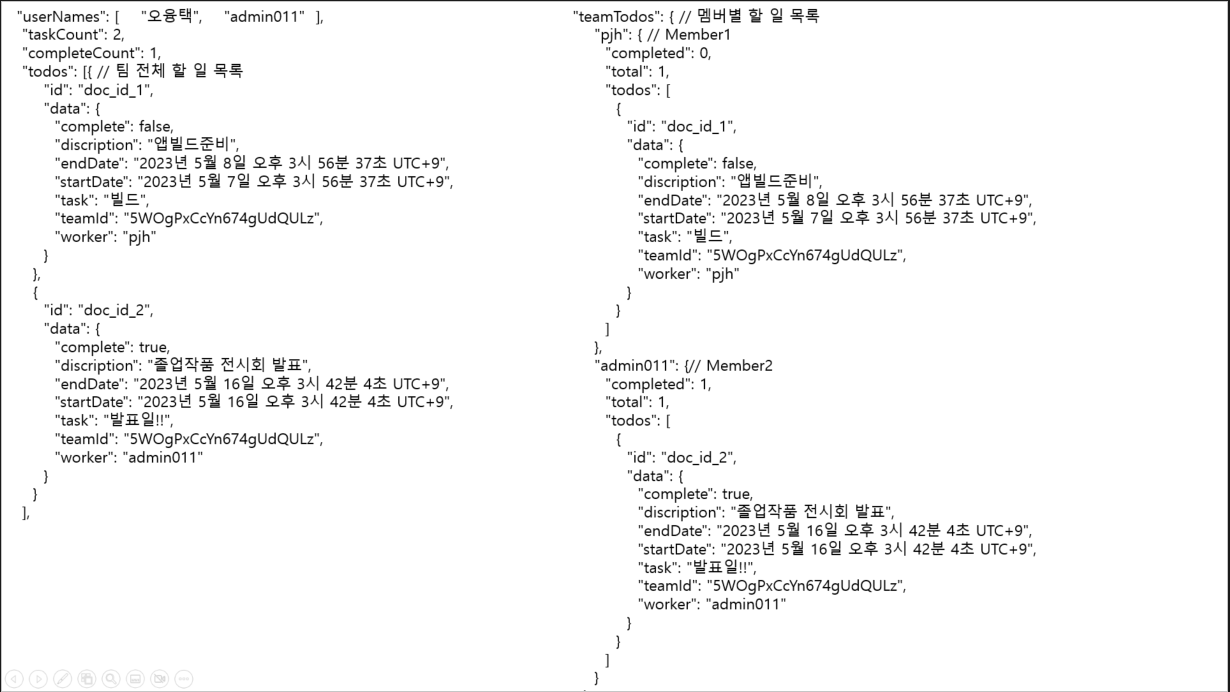 "userNames": [ "오융택", "admin011" ],
"taskCount": 2,
"completeCount": 1,
"todos": [{ // 팀 전체 할 일 목록
"id": "doc_id_1",
"data": {
"complete": false,
"discription": "앱빌드준비",
"endDate": "2023년 5월 8일 오후 3시 56분 37초 UTC+9",
"startDate": "2023년 5월 7일 오후 3시 56분 37초 UTC+9",
"task": "빌드",
"teamId": "5WOgPxCcYn674gUdQULz",
"worker": "pjh"
}
},
{
"id": "doc_id_2",
"data": {
"complete": true,
"discription": "졸업작품 전시회 발표",
"endDate": "2023년 5월 16일 오후 3시 42분 4초 UTC+9",
"startDate": "2023년 5월 16일 오후 3시 42분 4초 UTC+9",
"task": "발표일!!",
"teamId": "5WOgPxCcYn674gUdQULz",
"worker": "admin011"
}
}
],
"teamTodos": { // 멤버별 할 일 목록
"pjh": { // Member1
"completed": 0,
"total": 1,
"todos": [
{
"id": "doc_id_1",
"data": {
"complete": false,
"discription": "앱빌드준비",
"endDate": "2023년 5월 8일 오후 3시 56분 37초 UTC+9",
"startDate": "2023년 5월 7일 오후 3시 56분 37초 UTC+9",
"task": "빌드",
"teamId": "5WOgPxCcYn674gUdQULz",
"worker": "pjh"
}
}
]
},
"admin011": {// Member2
"completed": 1,
"total": 1,
"todos": [
{
"id": "doc_id_2",
"data": {
"complete": true,
"discription": "졸업작품 전시회 발표",
"endDate": "2023년 5월 16일 오후 3시 42분 4초 UTC+9",
"startDate": "2023년 5월 16일 오후 3시 42분 4초 UTC+9",
"task": "발표일!!",
"teamId": "5WOgPxCcYn674gUdQULz",
"worker": "admin011"
}
}
]
}